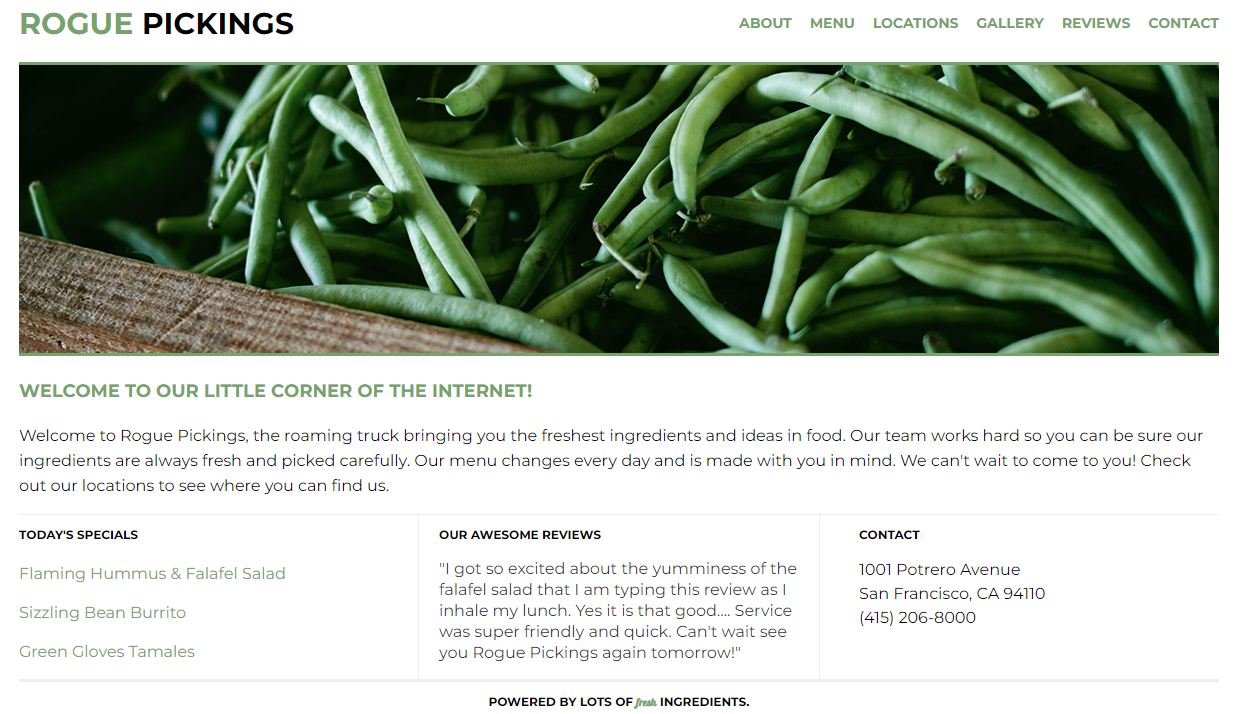 ROGUE PICKINGS
ABOUT MENU LOCATIONS GALLERY REVIEWS CONTACT
WELCOME TO OUR LITTLE CORNER OF THE INTERNET!
Welcome to Rogue Pickings, the roaming truck bringing you the freshest ingredients and ideas in food. Our team works hard so you can be sure our
ingredients are always fresh and picked carefully. Our menu changes every day and is made with you in mind. We can't wait to come to you! Check
out our locations to see where you can find us.
TODAY'S SPECIALS
Flaming Hummus & Falafel Salad
Sizzling Bean Burrito
Green Gloves Tamales
OUR AWESOME REVIEWS
"I got so excited about the yumminess of the
falafel salad that I am typing this review as I
inhale my lunch. Yes it is that good.... Service
was super friendly and quick. Can't wait see
you Rogue Pickings again tomorrow!"
CONTACT
1001 Potrero Avenue
San Francisco, CA 94110
(415) 206-8000
POWERED BY LOTS OF fresh INGREDIENTS.